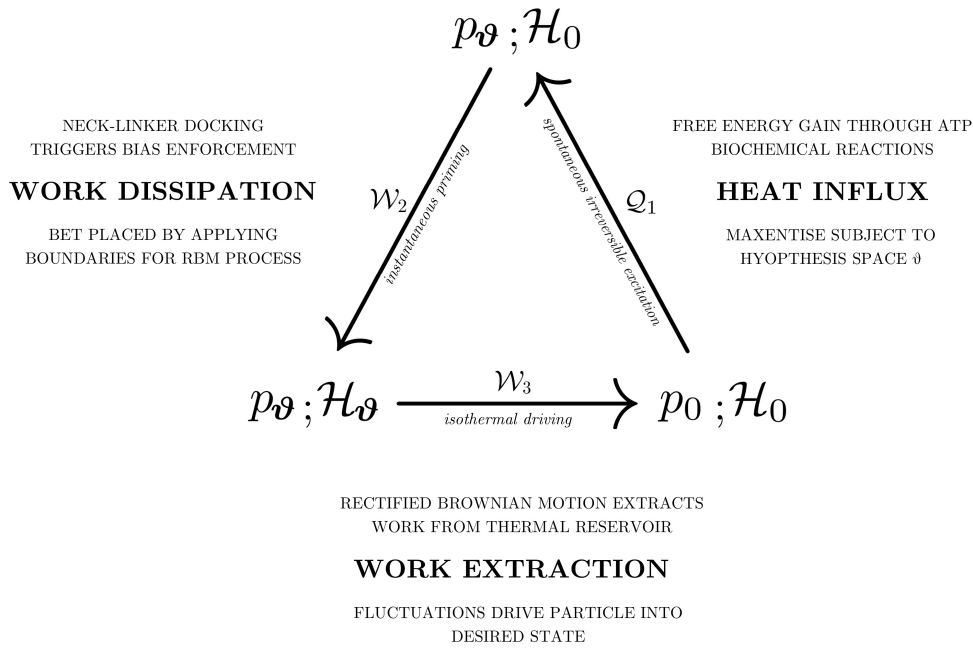 p_ϑ ; ℋ_0
NECK-LINKER DOCKING
TRIGGERS BIAS ENFORCEMENT
WORK DISSIPATION
BET PLACED BY APPLYING
BOUNDARIES FOR RBM PROCESS
𝒲_2
instantaneous priming
spontaneous irreversible excitation
𝒬_1
FREE ENERGY GAIN THROUGH ATP
BIOCHEMICAL REACTIONS
HEAT INFLUX
MAXENTISE SUBJECT TO
HYOPTHESIS SPACE ϑ
p_ϑ ; ℋ_ϑ
𝒲_3
isothermal driving
p_0 ; ℋ_0
RECTIFIED BROWNIAN MOTION EXTRACTS
WORK FROM THERMAL RESERVOIR
WORK EXTRACTION
FLUCTUATIONS DRIVE PARTICLE INTO
DESIRED STATE